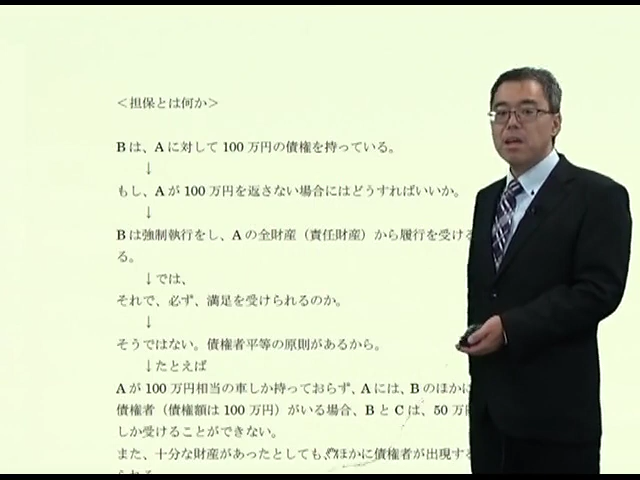 ＜担保とは何か＞
Bは、Aに対して100万円の債権を持っている。
↓
もし、Aが100万円を返さない場合にはどうすればいいか。
↓
Bは強制執行をし、Aの全財産（責任財産）から履行を受ける
る。
↓では、
それで、必ず、満足を受けられるのか。
↓
そうではない。債権者平等の原則があるから。
↓たとえば
Aが100万円相当の車しか持っておらず、Aには、Bのほかに
債権者（債権額は100万円）がいる場合、BとCは、50万
しか受けることができない。
また、十分な財産があったとしても、ほかに債権者が出現する